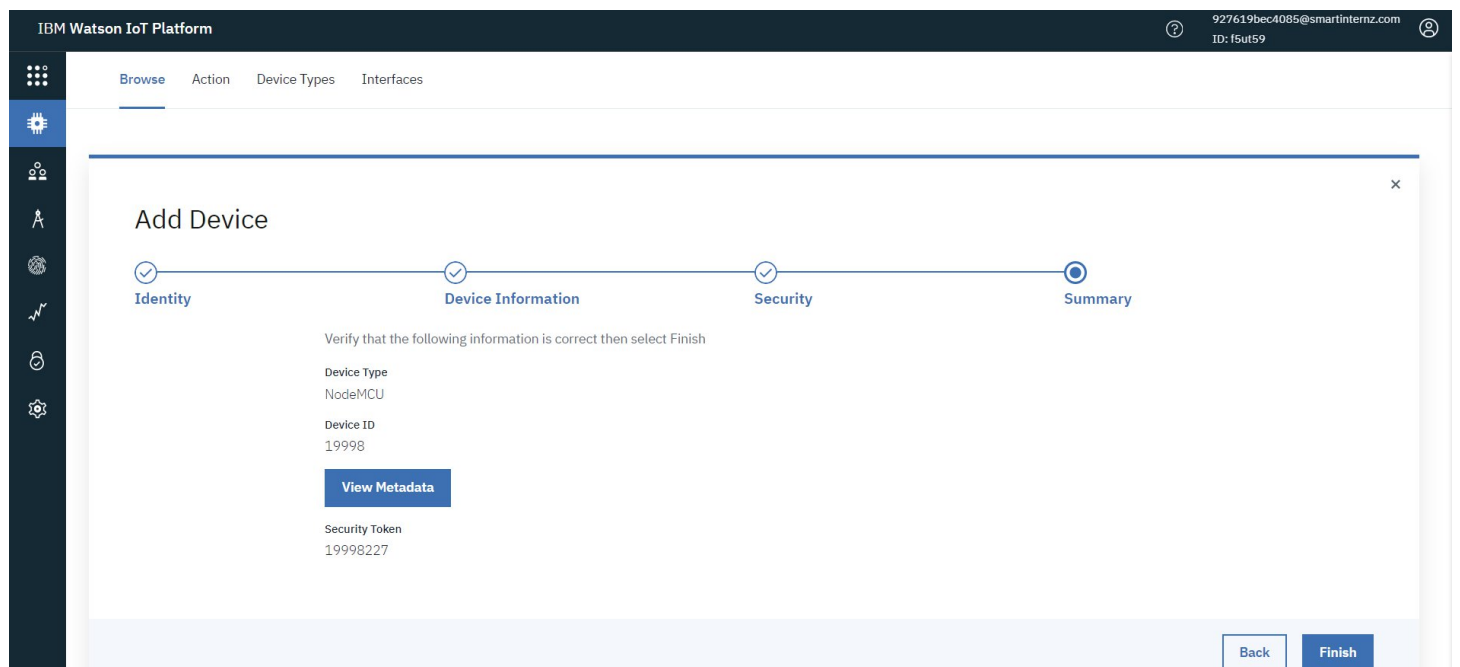 IBM Watson IoT Platform
927619bec4085@smartinternz.com
ID: f5ut59
Browse Action Device Types Interfaces
Add Device
Identity Device Information Security Summary
Verify that the following information is correct then select Finish
Device Type
NodeMCU
Device ID
19998
View Metadata
Security Token
19998227
Back Finish